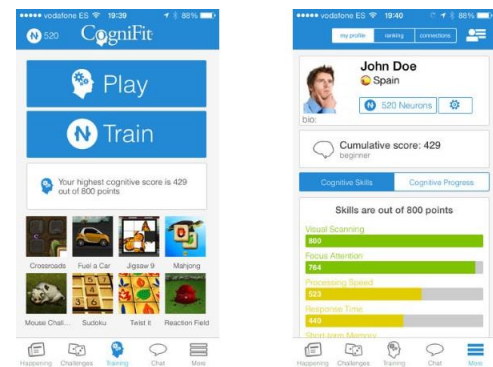 vodafone ES 19:39 88%
520 CogniFit
Play
Train
Your highest cognitive score is 429
out of 800 points
Crossroads Fuel a Car Jigsaw 9 Mahjong
Mouse Chall... Sudoku Twist It Reaction Field
Happening Challenges Training Chat More
vodafone ES 19:40 88%
my profile ranking connections
John Doe
Spain
520 Neurons
bio:
Cumulative score: 429
beginner
Cognitive Skills Cognitive Progress
Skills are out of 800 points
Visual Scanning
800
Focus Attention
764
Processing Speed
523
Response Time
440
Short-term Memory
Happening Challenges Training Chat More